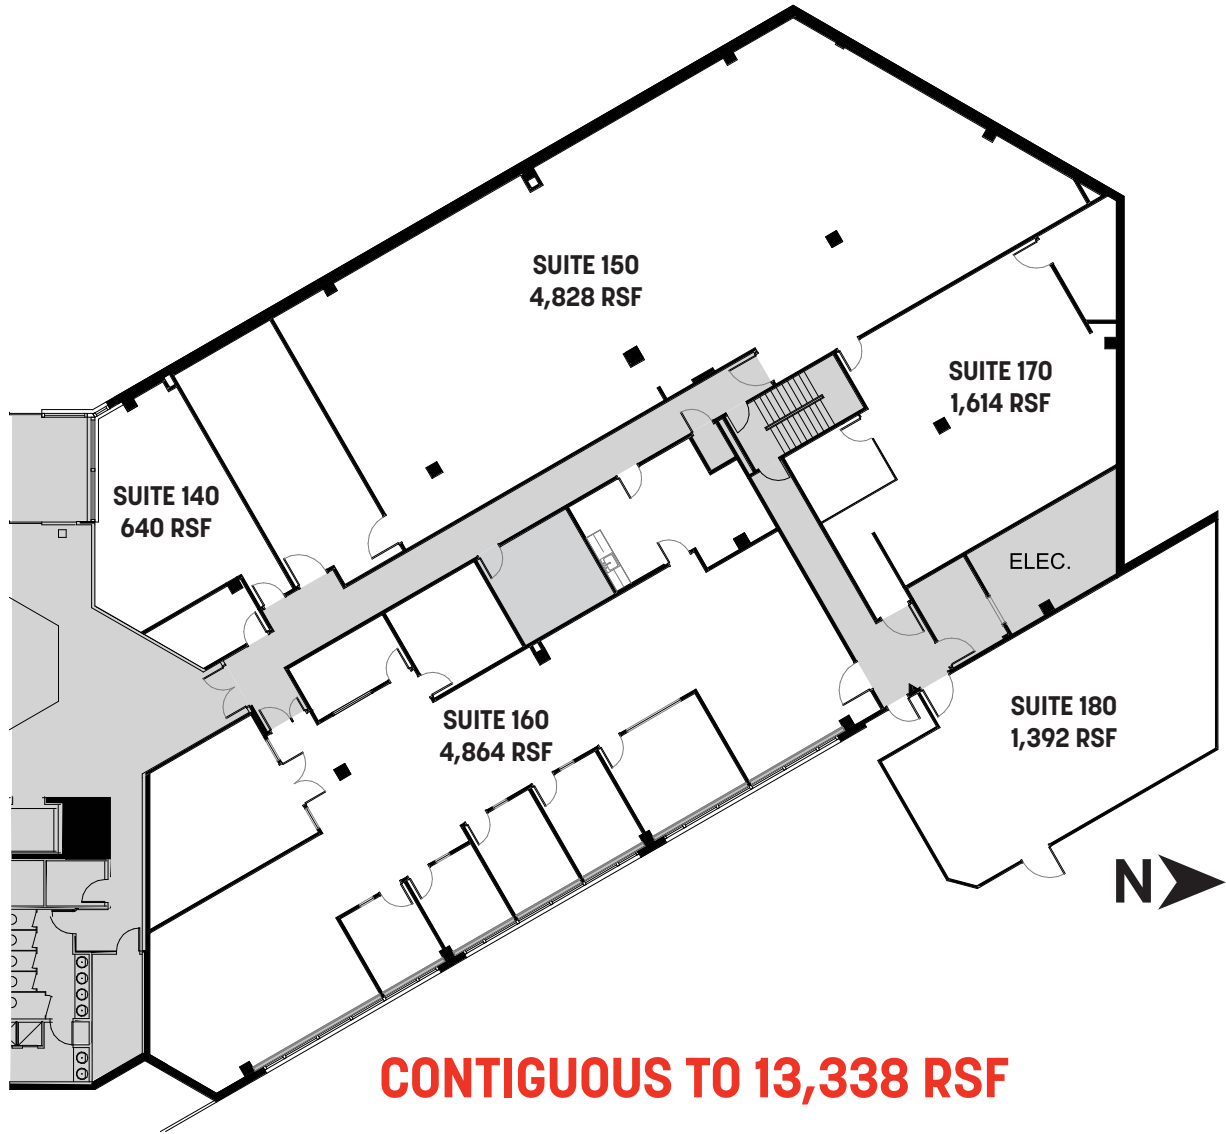 SUITE 150
4,828 RSF
SUITE 170
1,614 RSF
SUITE 140
640 RSF
ELEC.
SUITE 160
4,864 RSF
SUITE 180
1,392 RSF
N
CONTIGUOUS TO 13,338 RSF